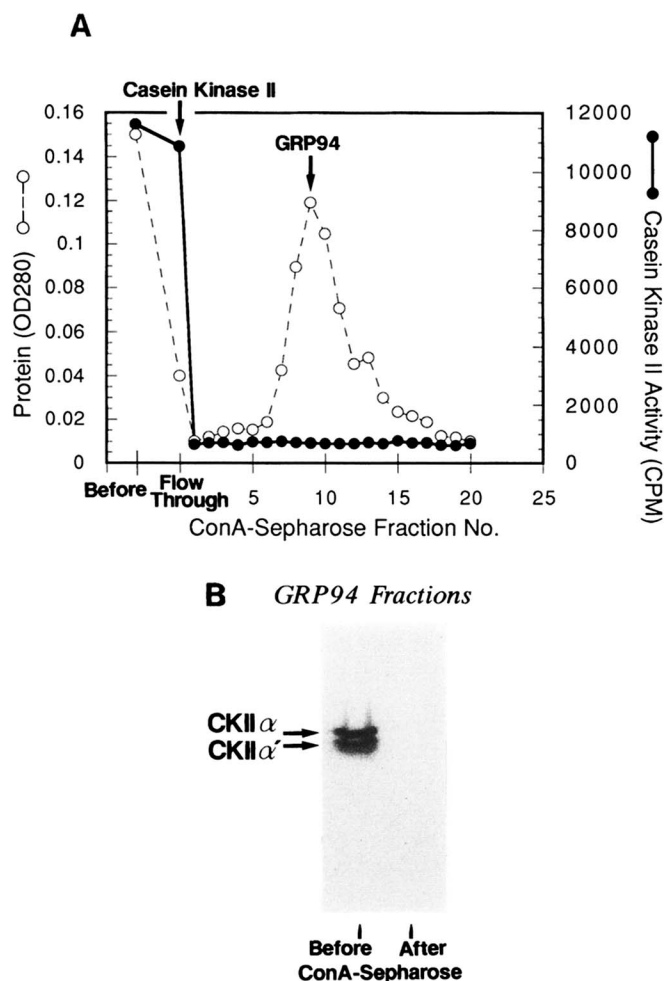 A
Casein Kinase II
GRP94
0.16
0.14
0.12
0.1
0.08
0.06
0.04
0.02
0
Protein (OD280)
12000
10000
8000
6000
4000
2000
0
Casein Kinase II Activity (CPM)
Before
Flow
Through
5
10
15
20
25
ConA-Sepharose Fraction No.
B
GRP94 Fractions
CKII α
CKII α′
Before After
ConA-Sepharose